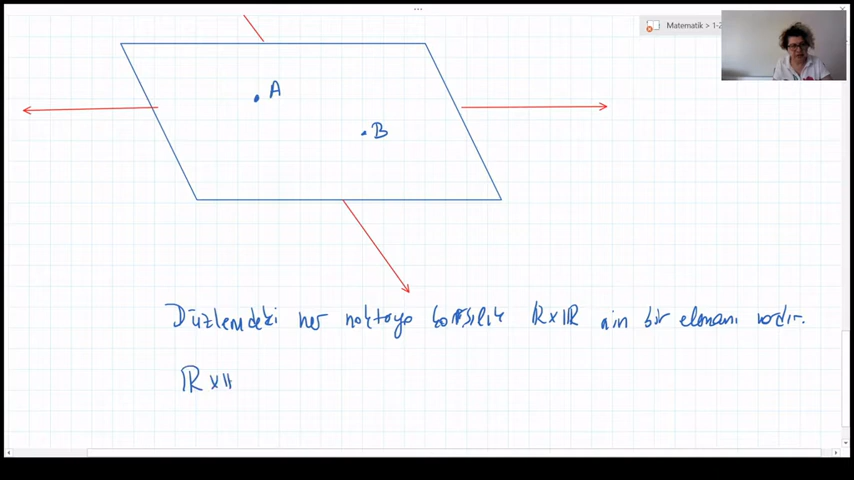 Matematik > 1-2
A
B
Düzlemdeki her noktaya karşılık R x R nin bir elemanı vardır.
R x